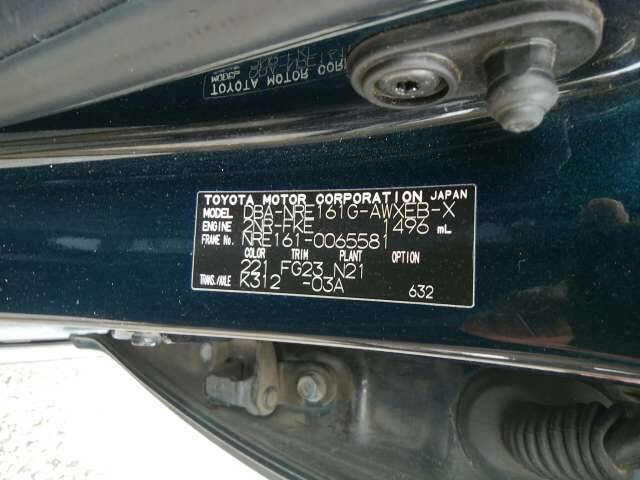 TOYOTA MOTOR CORPORATION JAPAN
MODEL DBA-NRE161G-AWXEB-X
ENGINE 2NR-FKE 1496 mL
FRAME No. NRE161-0065581
COLOR TRIM PLANT OPTION
221 FG23 N21
TRANS./AXLE K312 -03A 632